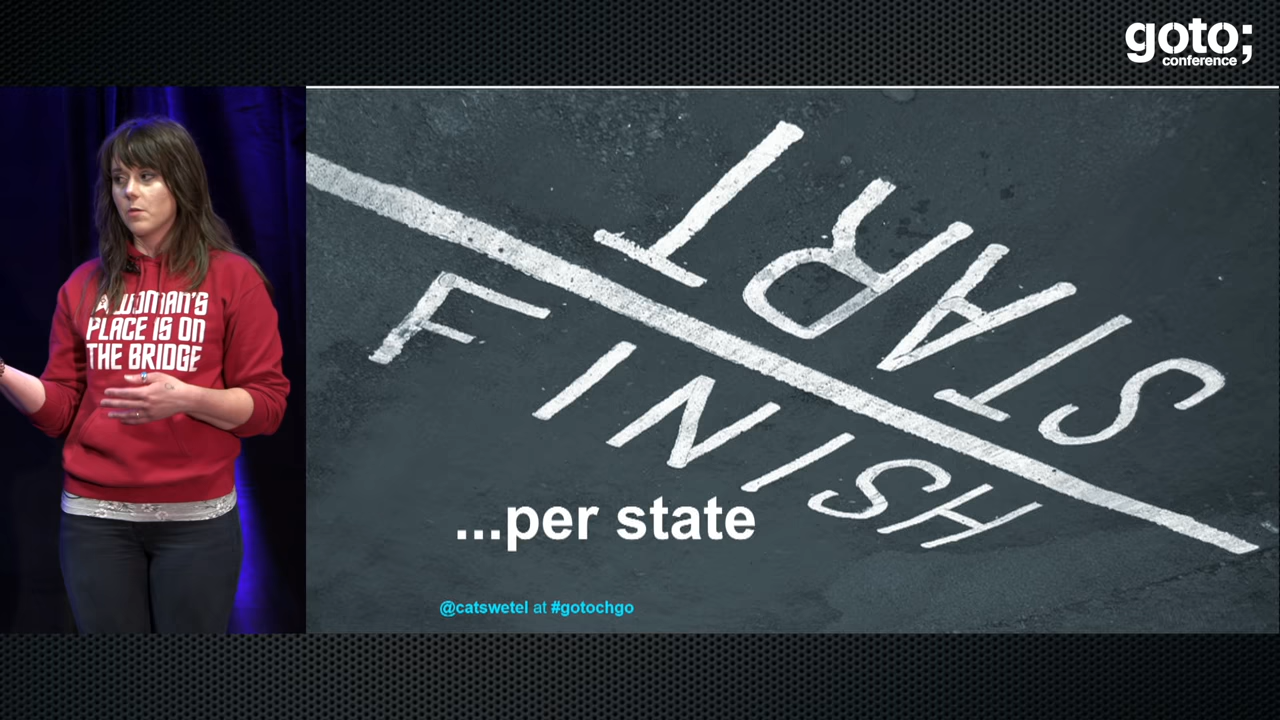 goto;
conference
A WOMAN'S
PLACE IS ON
THE BRIDGE
START
FINISH
...per state
@catswetel at #gotochgo